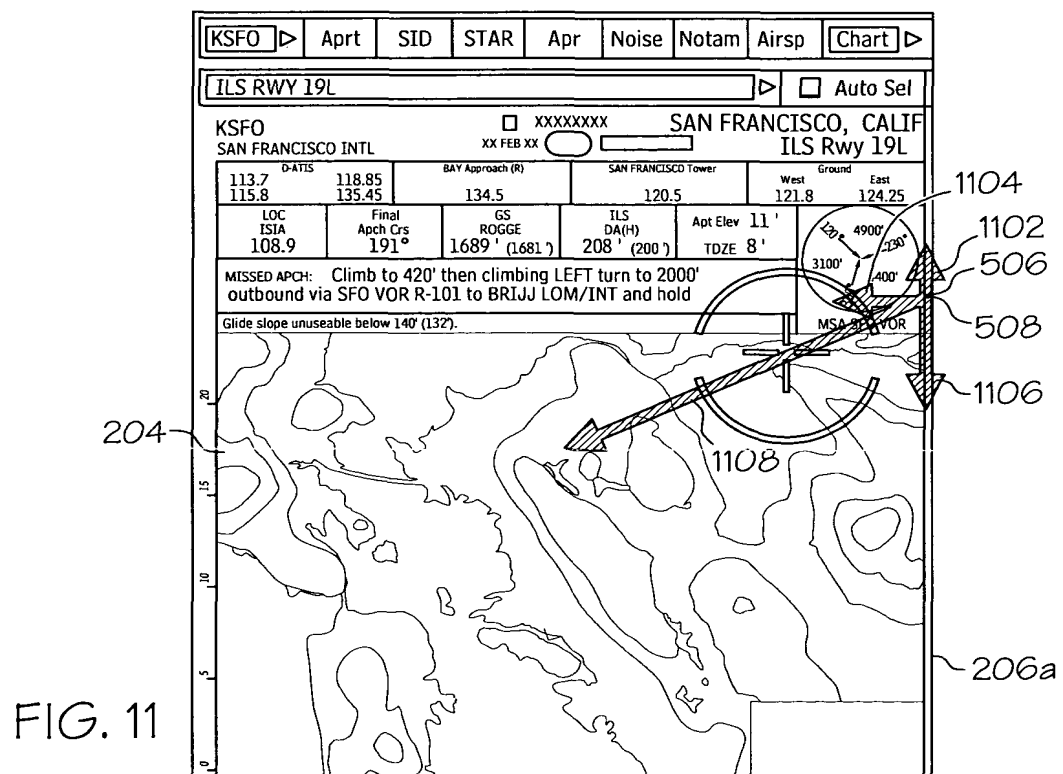 KSFO Aprt SID STAR Apr Noise Notam Airsp Chart
ILS RWY 19L Auto Sel
KSFO XXXXXXXX SAN FRANCISCO, CALIF
SAN FRANCISCO INTL XX FEB XX ILS Rwy 19L
D-ATIS BAY Approach (R) SAN FRANCISCO Tower Ground
West East
113.7 118.85
115.8 135.45 134.5 120.5 121.8 124.25
LOC Final GS ILS Apt Elev 11'
ISIA Apch Crs ROGGE DA(H)
108.9 191° 1689' (1681') 208' (200') TDZE 8'
120° 4900' 230°
3100' 400'
MISSED APCH: Climb to 420' then climbing LEFT turn to 2000'
outbound via SFO VOR R-101 to BRIJJ LOM/INT and hold
MSA VOR
Glide slope unuseable below 140' (132').
1104
1102
506
508
1106
1108
204
206a
20
15
10
5
0
FIG. 11